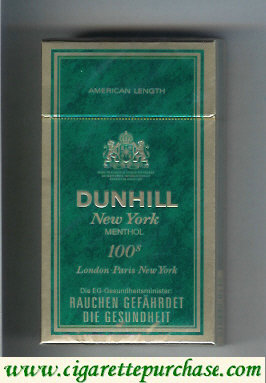 AMERICAN LENGTH
DUNHILL
New York
MENTHOL
100s
London Paris New York
Die EG-Gesundheitsminister:
RAUCHEN GEFÄHRDET
DIE GESUNDHEIT
www.cigarettepurchase.com